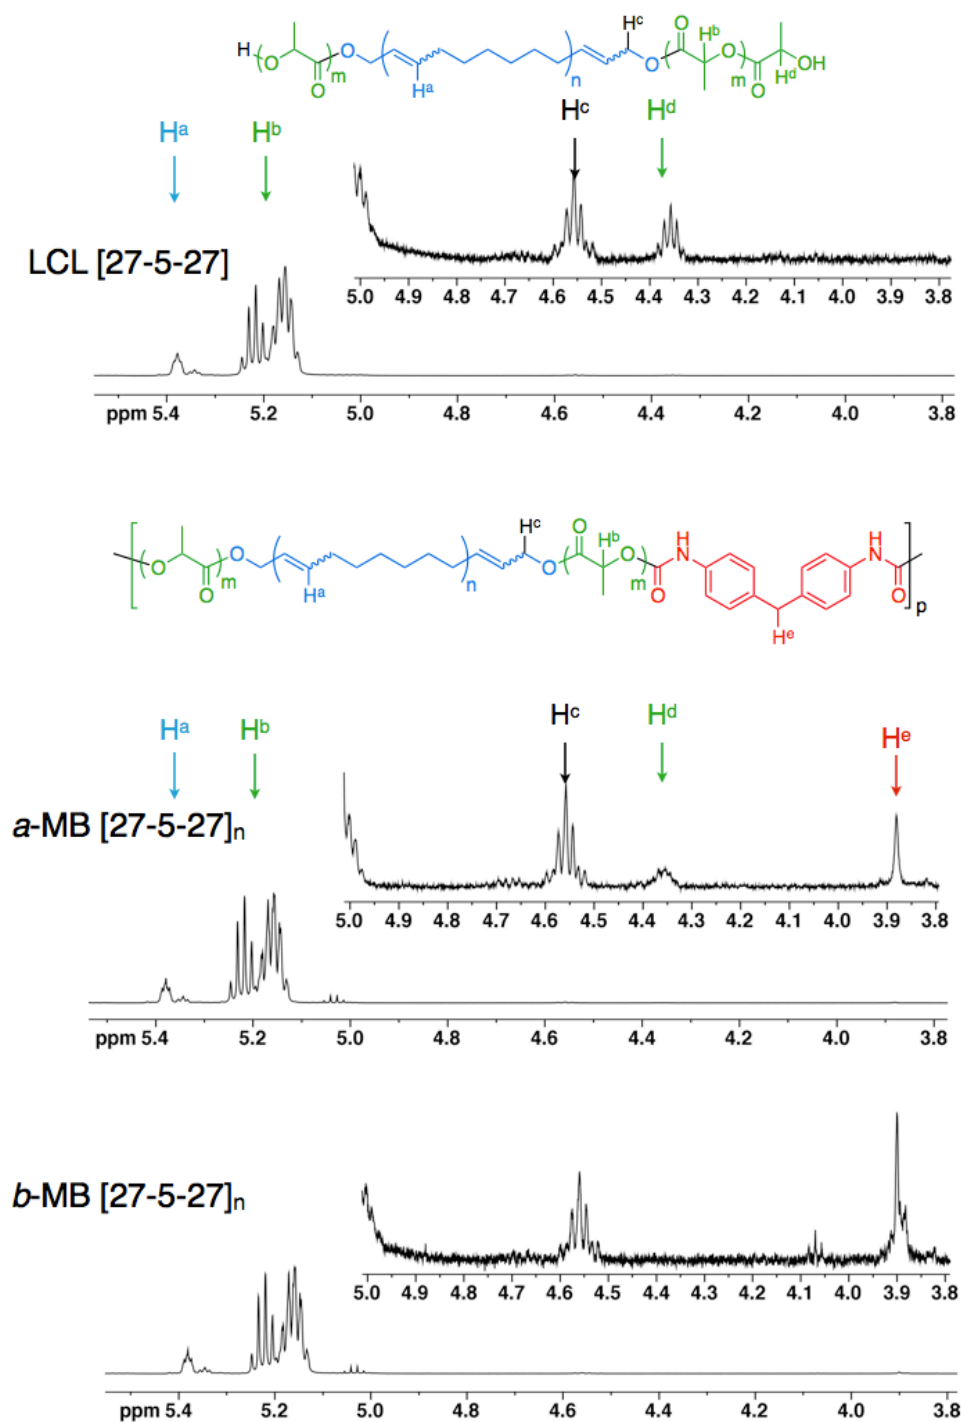 H O m O O Hᵃ n Hᶜ O O Hᵇ O m O Hᵈ OH
Hᵃ Hᵇ Hᶜ Hᵈ
LCL [27-5-27]
5.0 4.9 4.8 4.7 4.6 4.5 4.4 4.3 4.2 4.1 4.0 3.9 3.8
ppm 5.4 5.2 5.0 4.8 4.6 4.4 4.2 4.0 3.8
O m O O Hᵃ n Hᶜ O O Hᵇ O m O H N Hᵉ H N O p
Hᵃ Hᵇ Hᶜ Hᵈ Hᵉ
a-MB [27-5-27]n
5.0 4.9 4.8 4.7 4.6 4.5 4.4 4.3 4.2 4.1 4.0 3.9 3.8
ppm 5.4 5.2 5.0 4.8 4.6 4.4 4.2 4.0 3.8
b-MB [27-5-27]n
5.0 4.9 4.8 4.7 4.6 4.5 4.4 4.3 4.2 4.1 4.0 3.9 3.8
ppm 5.4 5.2 5.0 4.8 4.6 4.4 4.2 4.0 3.8